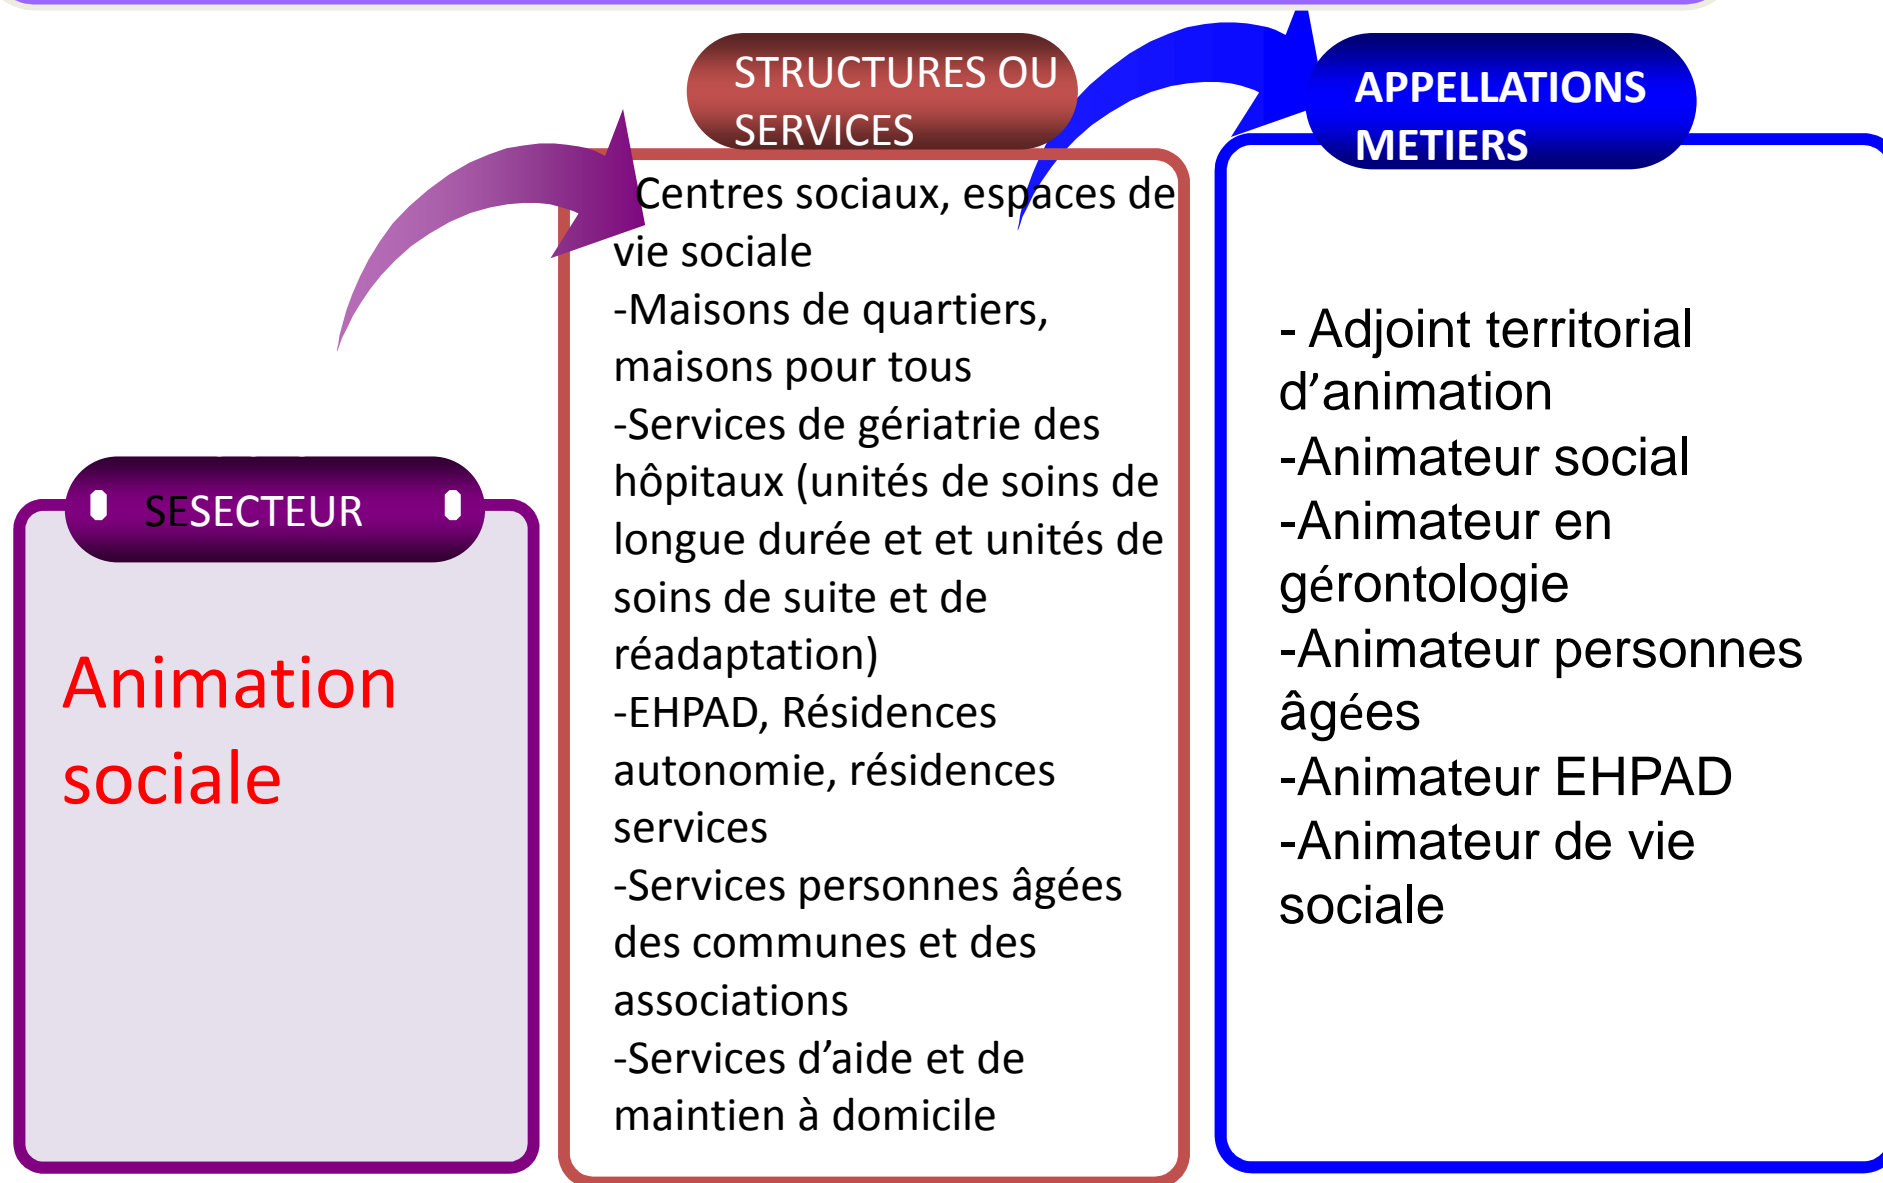 SESECTEUR
Animation
sociale
STRUCTURES OU
SERVICES
Centres sociaux, espaces de
vie sociale
-Maisons de quartiers,
maisons pour tous
-Services de gériatrie des
hôpitaux (unités de soins de
longue durée et et unités de
soins de suite et de
réadaptation)
-EHPAD, Résidences
autonomie, résidences
services
-Services personnes âgées
des communes et des
associations
-Services d’aide et de
maintien à domicile
APPELLATIONS
METIERS
- Adjoint territorial
d’animation
-Animateur social
-Animateur en
gérontologie
-Animateur personnes
âgées
-Animateur EHPAD
-Animateur de vie
sociale